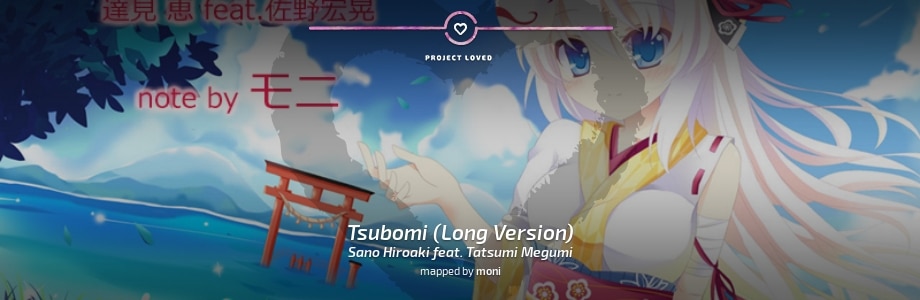 達見 恵 feat.佐野宏晃
PROJECT LOVED
note by モニ
Tsubomi (Long Version)
Sano Hiroaki feat. Tatsumi Megumi
mapped by moni